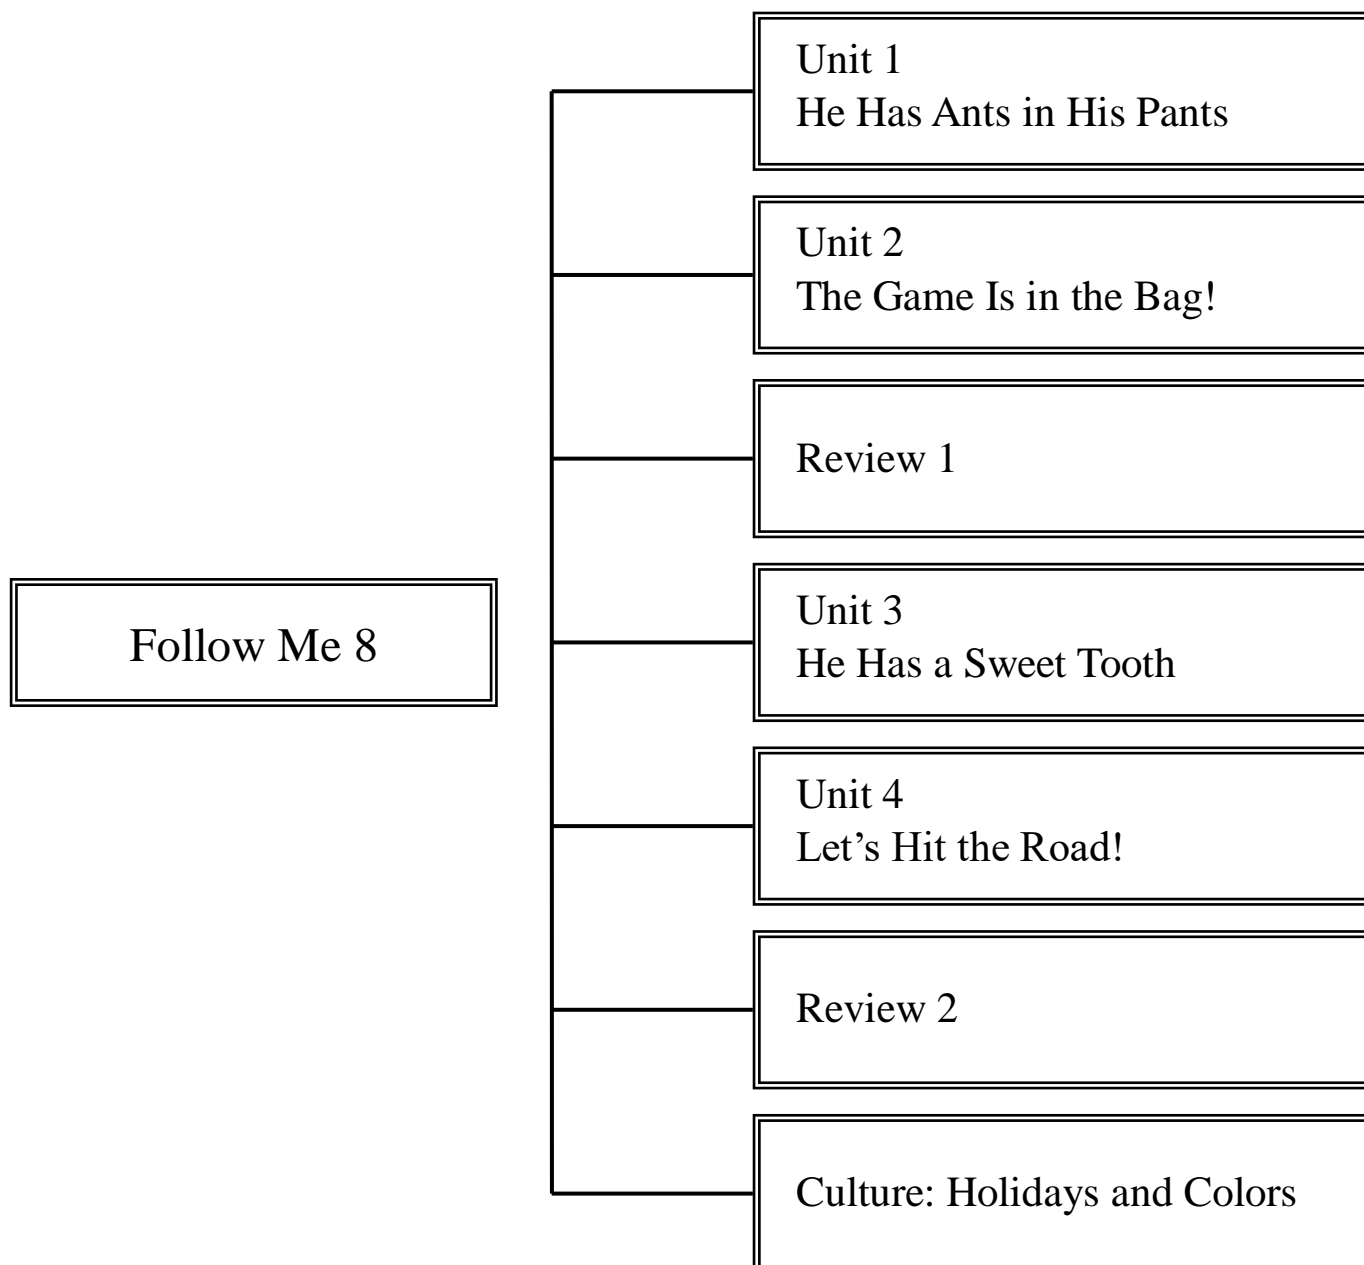 Unit 1
He Has Ants in His Pants
Unit 2
The Game Is in the Bag!
Review 1
Follow Me 8
Unit 3
He Has a Sweet Tooth
Unit 4
Let’s Hit the Road!
Review 2
Culture: Holidays and Colors